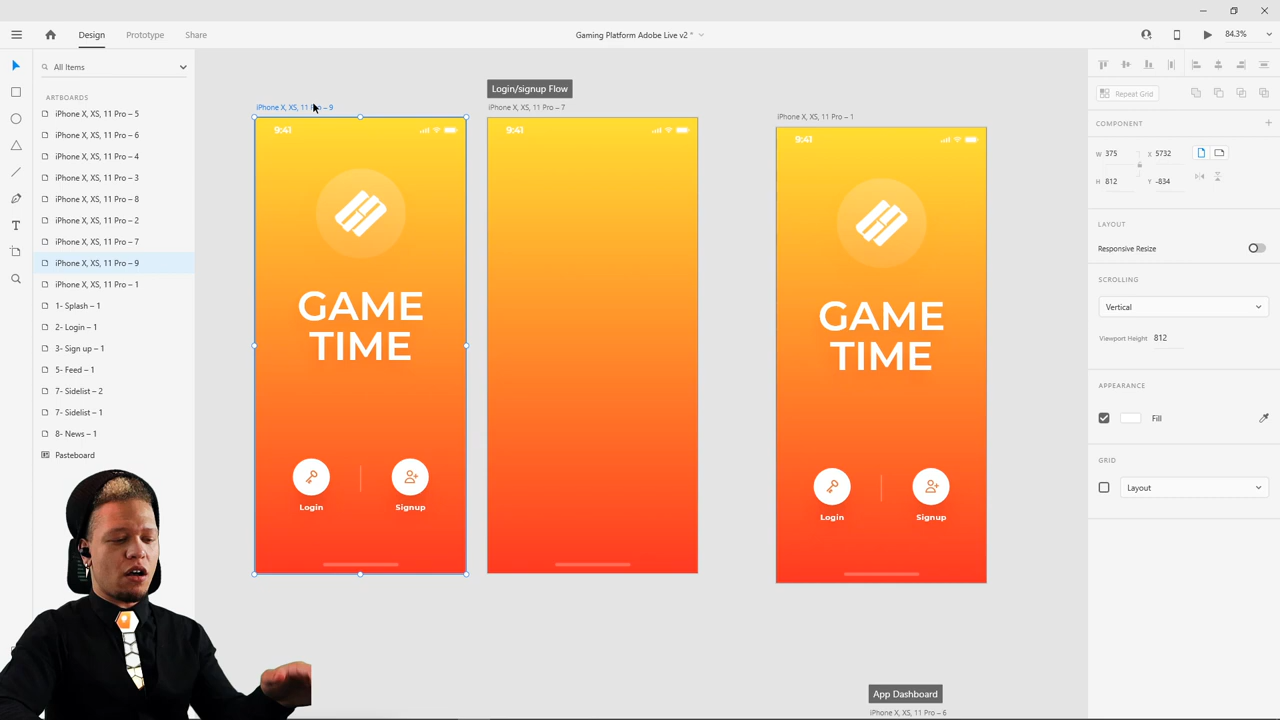 Design
Prototype
Share
Gaming Platform Adobe Live v2 *
84.3%
All Items
ARTBOARDS
iPhone X, XS, 11 Pro – 5
iPhone X, XS, 11 Pro – 6
iPhone X, XS, 11 Pro – 4
iPhone X, XS, 11 Pro – 3
iPhone X, XS, 11 Pro – 8
iPhone X, XS, 11 Pro – 2
iPhone X, XS, 11 Pro – 7
iPhone X, XS, 11 Pro – 9
iPhone X, XS, 11 Pro – 1
1- Splash – 1
2- Login – 1
3- Sign up – 1
5- Feed – 1
7- Sidelist – 2
7- Sidelist – 1
8- News – 1
Pasteboard
iPhone X, XS, 11 Pro – 9
9:41
GAME
TIME
Login
Signup
Login/signup Flow
iPhone X, XS, 11 Pro – 7
9:41
iPhone X, XS, 11 Pro – 1
9:41
GAME
TIME
Login
Signup
App Dashboard
iPhone X, XS, 11 Pro – 6
Repeat Grid
COMPONENT
W 375
X 5732
H 812
Y -834
LAYOUT
Responsive Resize
SCROLLING
Vertical
Viewport Height 812
APPEARANCE
Fill
GRID
Layout